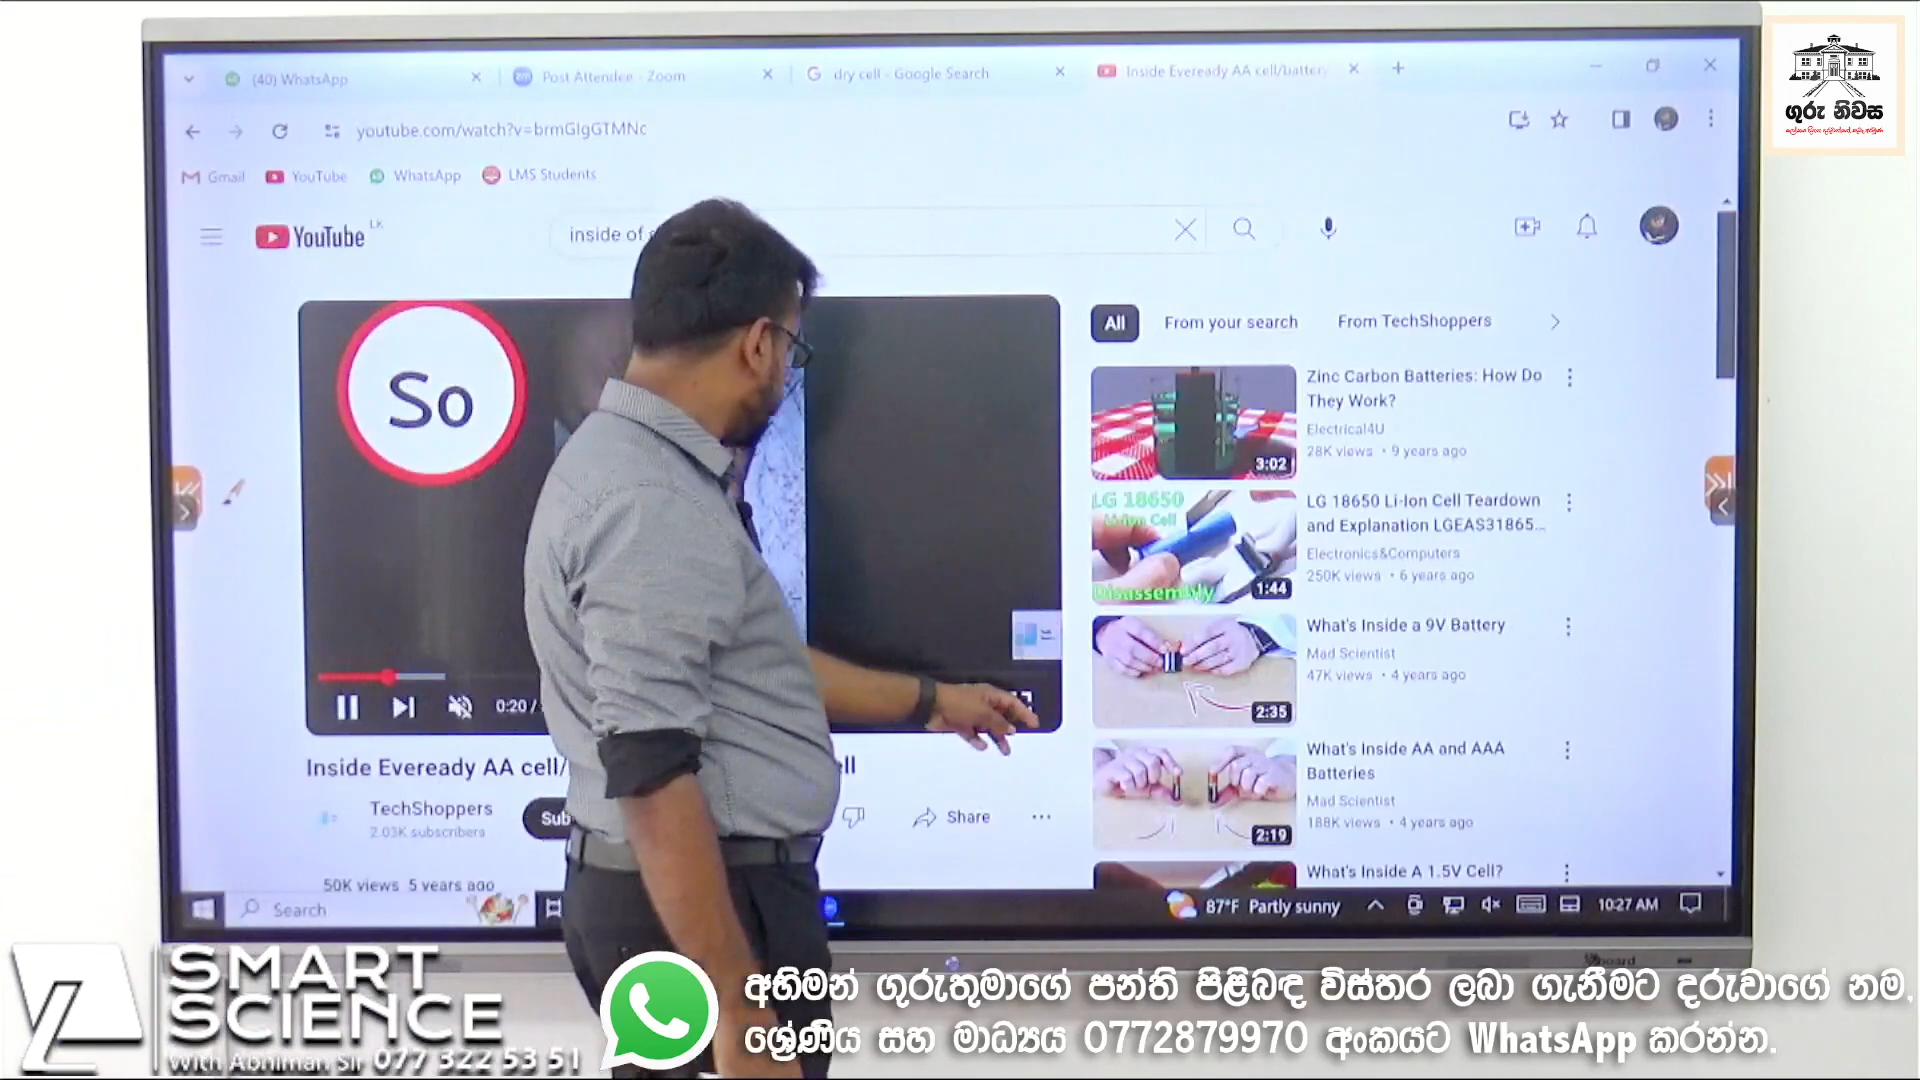 (40) WhatsApp
Post Attendee - Zoom
dry cell - Google Search
Inside Eveready AA cell/battery
youtube.com/watch?v=brmGIgGTMNc
Gmail
YouTube
WhatsApp
LMS Students
YouTube LK
inside of
So
0:20 /
Inside Eveready AA cell/
TechShoppers
2.03K subscribers
Sub
Share
50K views 5 years ago
All
From your search
From TechShoppers
Zinc Carbon Batteries: How Do
They Work?
Electrical4U
28K views • 9 years ago
3:02
LG 18650
Li-Ion Cell
Disassembly
1:44
LG 18650 Li-Ion Cell Teardown
and Explanation LGEAS31865...
Electronics&Computers
250K views • 6 years ago
What's Inside a 9V Battery
Mad Scientist
47K views • 4 years ago
2:35
What's Inside AA and AAA
Batteries
Mad Scientist
188K views • 4 years ago
2:19
What's Inside A 1.5V Cell?
Search
87°F Partly sunny
10:27 AM
ගුරු නිවස
SMART
SCIENCE
With Abhiman Sir 077 322 53 51
අභිමන් ගුරුතුමාගේ පන්ති පිළිබඳ විස්තර ලබා ගැනීමට දරුවාගේ නම,
ශ්‍රේණිය සහ මාධ්‍යය 0772879970 අංකයට WhatsApp කරන්න.